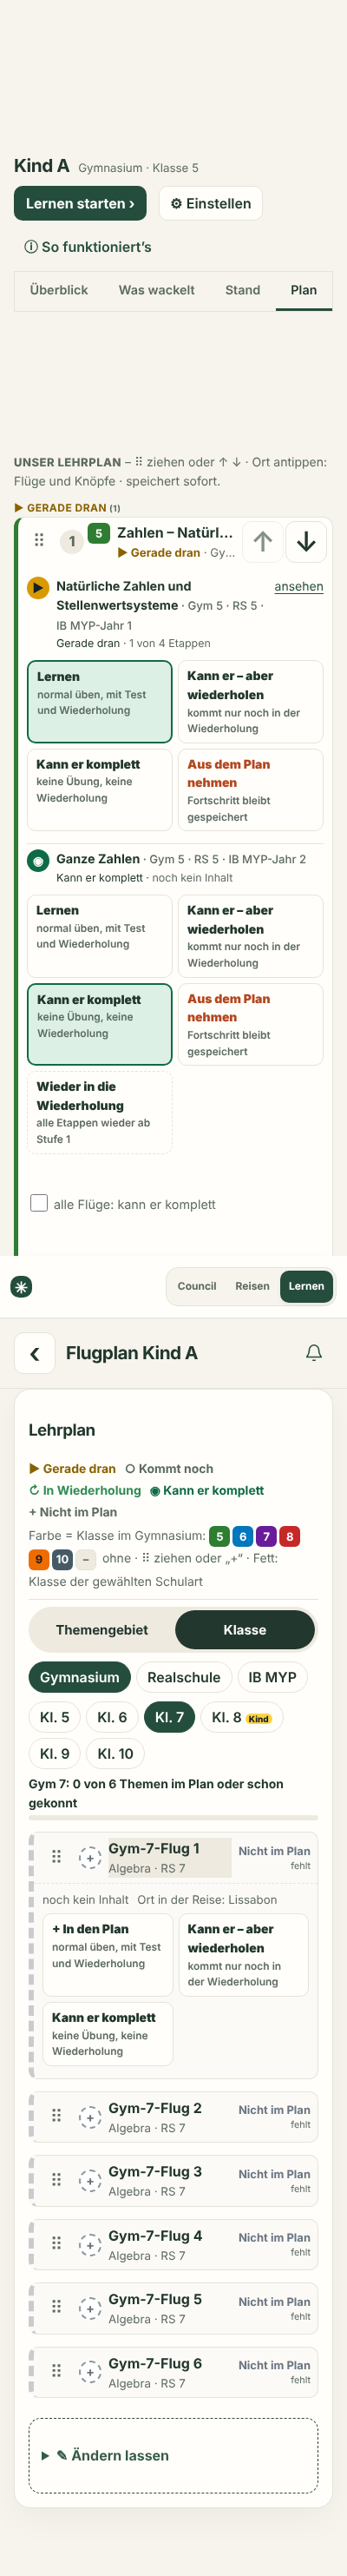 Kind A Gymnasium · Klasse 5
Lernen starten › ⚙ Einstellen
ⓘ So funktioniert’s
Überblick Was wackelt Stand Plan
UNSER LEHRPLAN – ⠿ ziehen oder ↑ ↓ · Ort antippen:
Flüge und Knöpfe · speichert sofort.
▶ GERADE DRAN (1)
⠿ 1 5 Zahlen – Natürl… ↑ ↓
▶ Gerade dran · Gy…
▶ Natürliche Zahlen und ansehen
Stellenwertsysteme · Gym 5 · RS 5 ·
IB MYP-Jahr 1
Gerade dran · 1 von 4 Etappen
Lernen
normal üben, mit Test
und Wiederholung
Kann er – aber
wiederholen
kommt nur noch in der
Wiederholung
Kann er komplett
keine Übung, keine
Wiederholung
Aus dem Plan
nehmen
Fortschritt bleibt
gespeichert
◉ Ganze Zahlen · Gym 5 · RS 5 · IB MYP-Jahr 2
Kann er komplett · noch kein Inhalt
Lernen
normal üben, mit Test
und Wiederholung
Kann er – aber
wiederholen
kommt nur noch in der
Wiederholung
Kann er komplett
keine Übung, keine
Wiederholung
Aus dem Plan
nehmen
Fortschritt bleibt
gespeichert
Wieder in die
Wiederholung
alle Etappen wieder ab
Stufe 1
alle Flüge: kann er komplett
Council Reisen Lernen
‹ Flugplan Kind A
Lehrplan
▶ Gerade dran ○ Kommt noch
↻ In Wiederholung ◉ Kann er komplett
+ Nicht im Plan
Farbe = Klasse im Gymnasium: 5 6 7 8
9 10 – ohne · ⠿ ziehen oder „+“ · Fett:
Klasse der gewählten Schulart
Themengebiet Klasse
Gymnasium Realschule IB MYP
Kl. 5 Kl. 6 Kl. 7 Kl. 8 Kind
Kl. 9 Kl. 10
Gym 7: 0 von 6 Themen im Plan oder schon
gekonnt
⠿ + Gym-7-Flug 1 Nicht im Plan
Algebra · RS 7 fehlt
noch kein Inhalt Ort in der Reise: Lissabon
+ In den Plan
normal üben, mit Test
und Wiederholung
Kann er – aber
wiederholen
kommt nur noch in
der Wiederholung
Kann er komplett
keine Übung, keine
Wiederholung
⠿ + Gym-7-Flug 2 Nicht im Plan
Algebra · RS 7 fehlt
⠿ + Gym-7-Flug 3 Nicht im Plan
Algebra · RS 7 fehlt
⠿ + Gym-7-Flug 4 Nicht im Plan
Algebra · RS 7 fehlt
⠿ + Gym-7-Flug 5 Nicht im Plan
Algebra · RS 7 fehlt
⠿ + Gym-7-Flug 6 Nicht im Plan
Algebra · RS 7 fehlt
▶ ✎ Ändern lassen